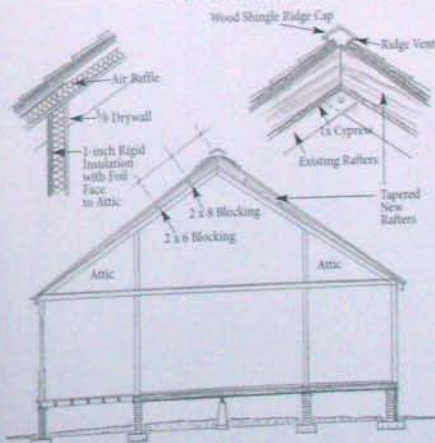 Wood Shingle Ridge Cap
Ridge Vent
Air Baffle
⅝ Drywall
1x Cypress
1-inch Rigid
Insulation
with Foil
Face
to Attic
Existing Rafters
Tapered
New
Rafters
2 x 8 Blocking
2 x 6 Blocking
Attic
Attic